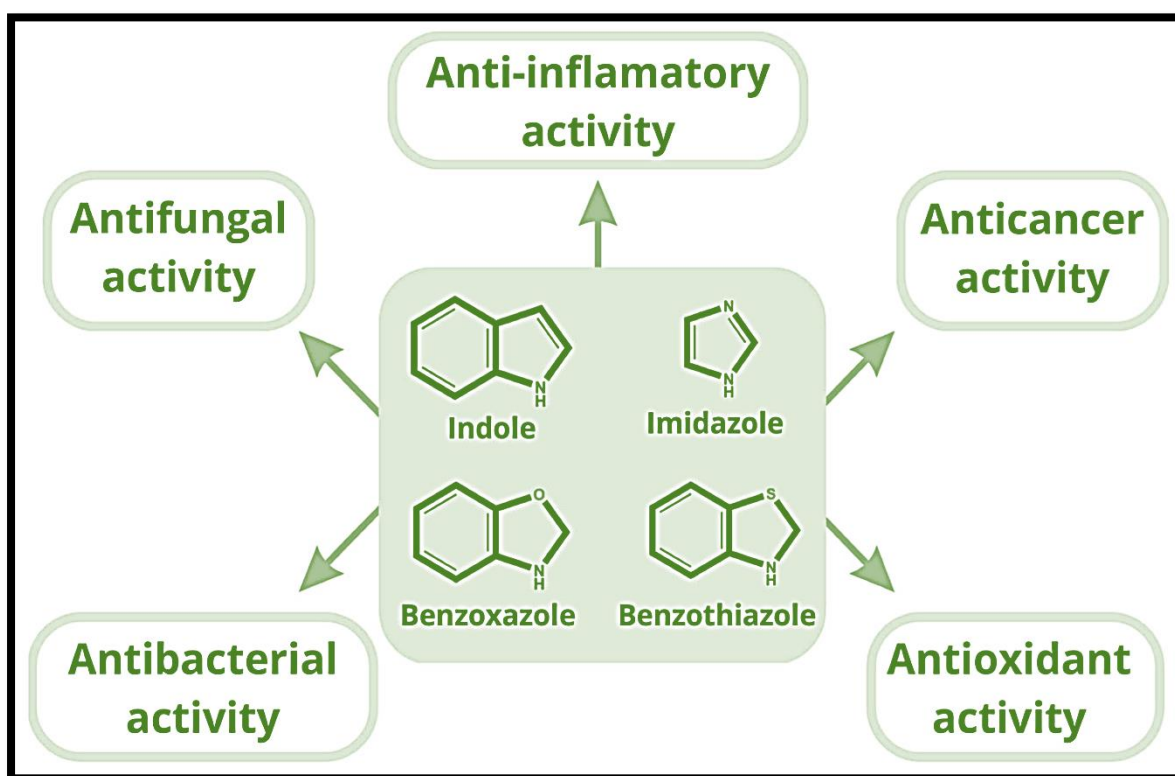 Anti-inflamatory
activity
Antifungal
activity
Anticancer
activity
N
N
H
Indole
N
H
Imidazole
O
N
H
Benzoxazole
S
N
H
Benzothiazole
Antibacterial
activity
Antioxidant
activity